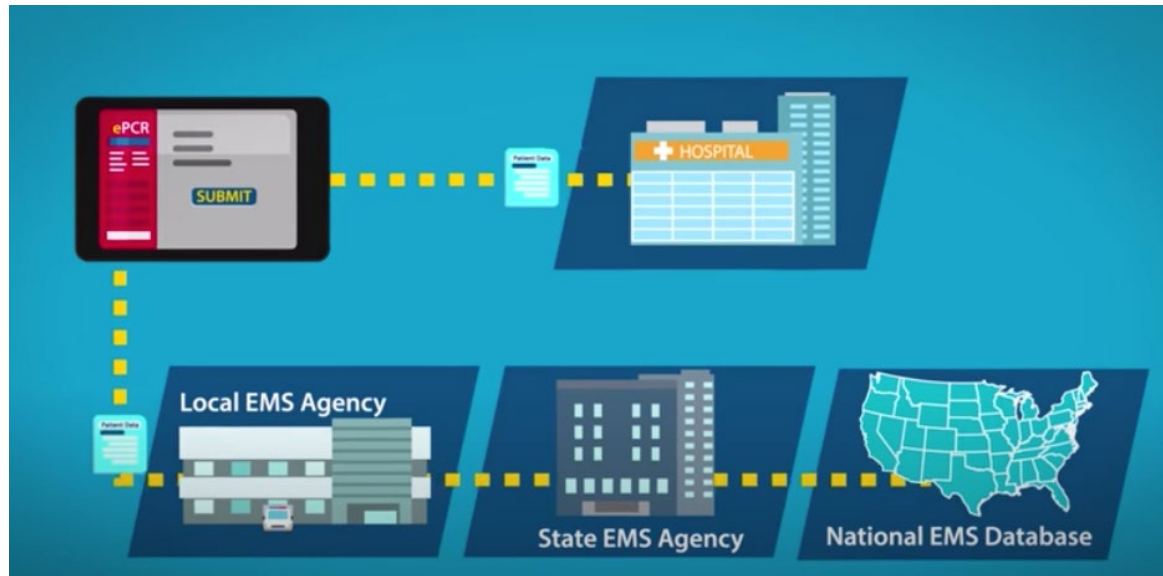 ePCR
SUBMIT
Patient Data
HOSPITAL
Patient Data
Local EMS Agency
State EMS Agency
National EMS Database